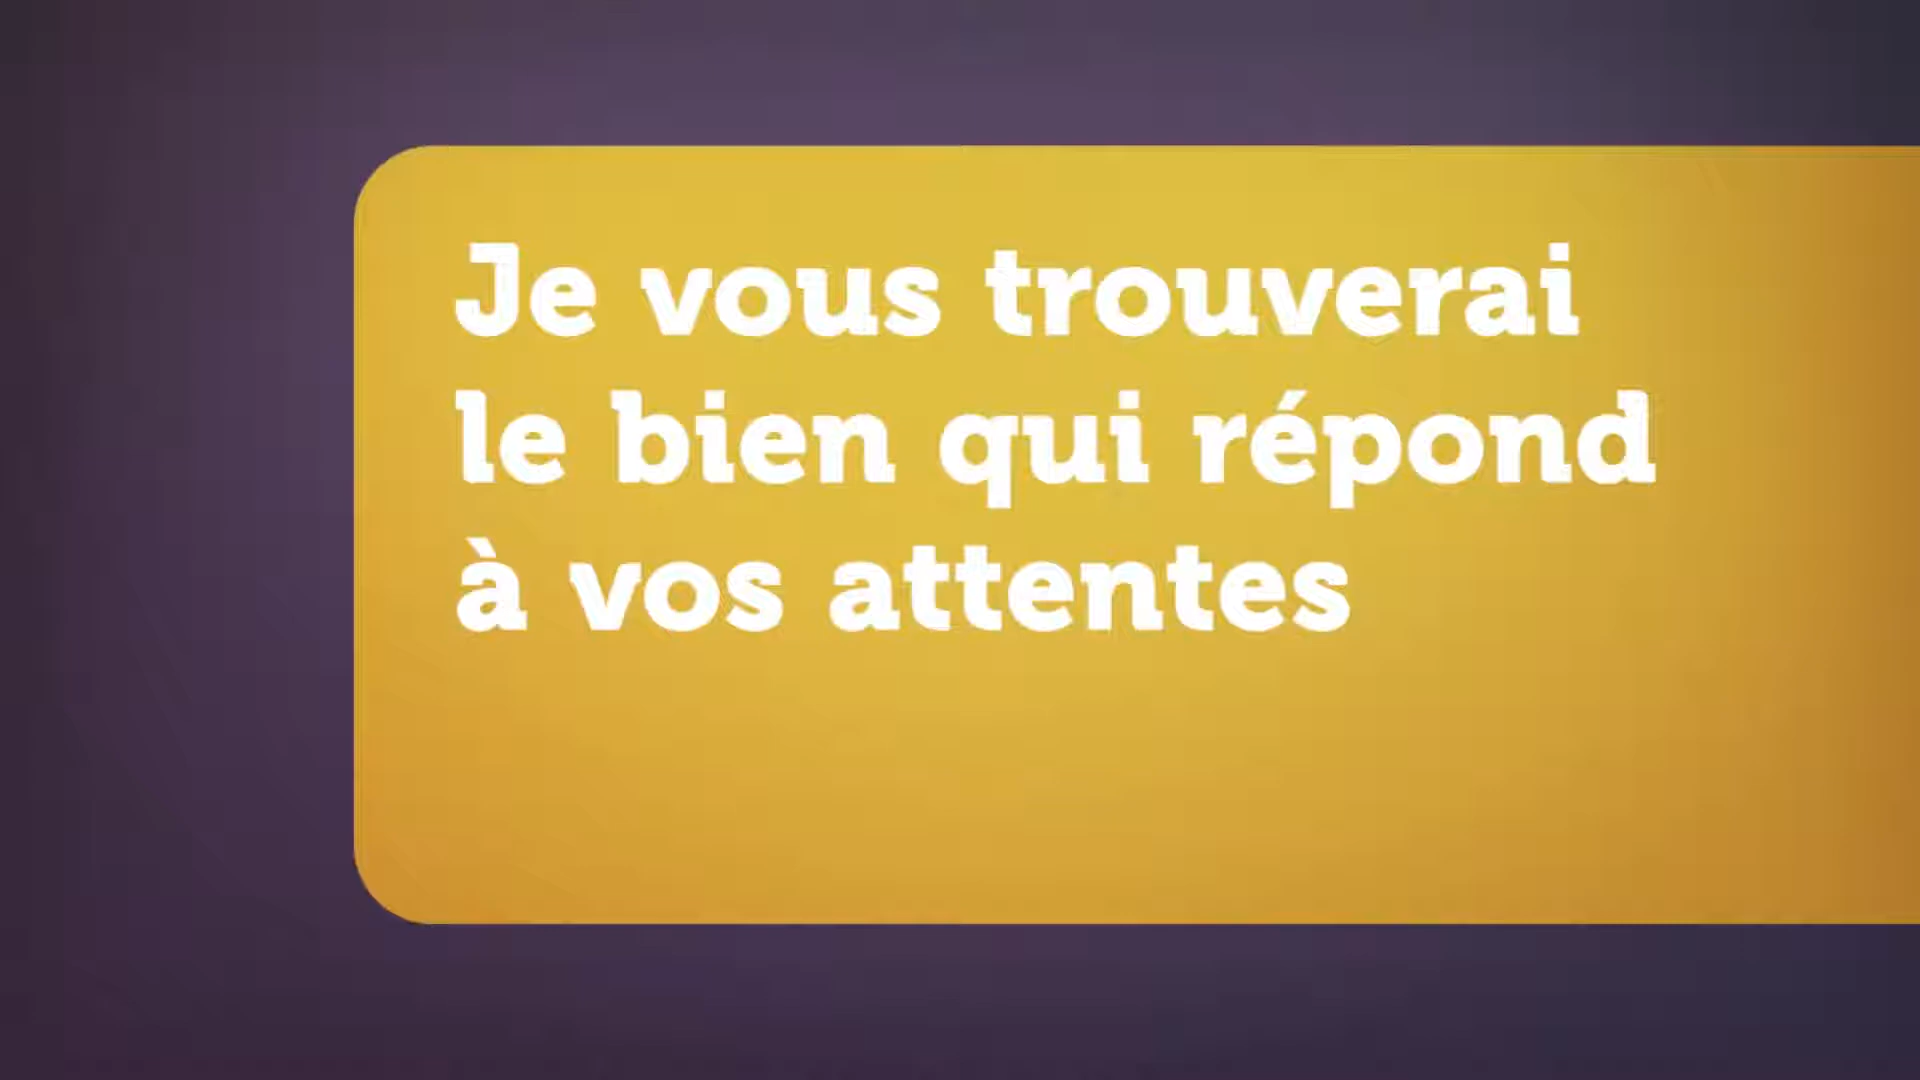 Je vous trouverai
le bien qui répond
à vos attentes